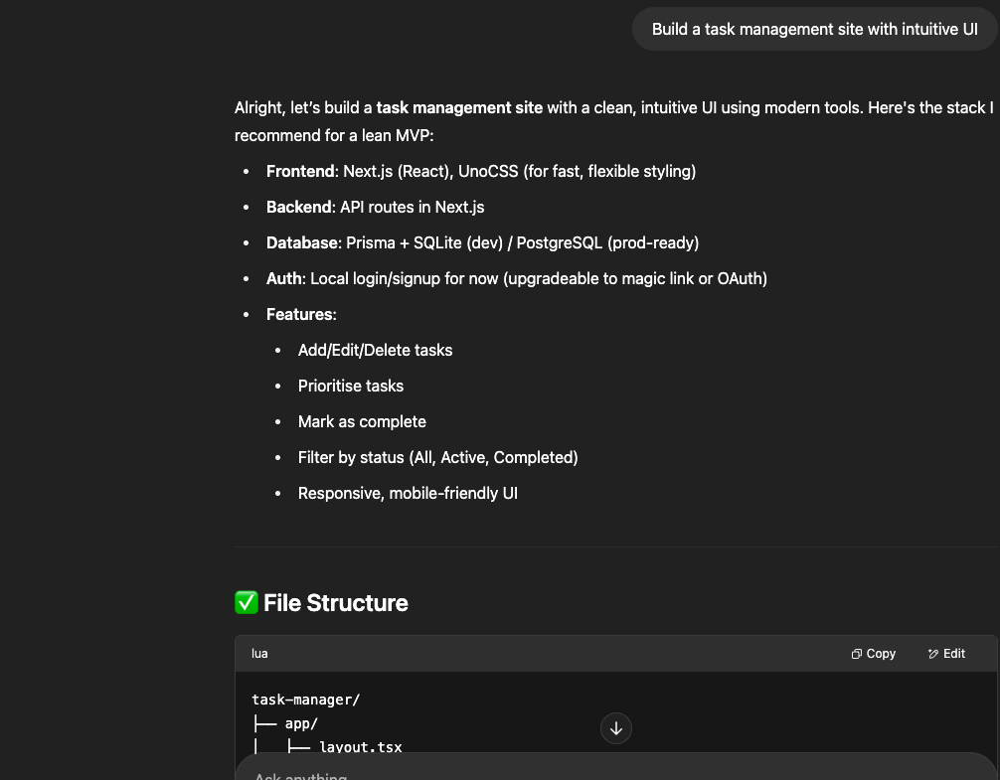 Build a task management site with intuitive UI
Alright, let’s build a task management site with a clean, intuitive UI using modern tools. Here's the stack I
recommend for a lean MVP:
• Frontend: Next.js (React), UnoCSS (for fast, flexible styling)
• Backend: API routes in Next.js
• Database: Prisma + SQLite (dev) / PostgreSQL (prod-ready)
• Auth: Local login/signup for now (upgradeable to magic link or OAuth)
• Features:
• Add/Edit/Delete tasks
• Prioritise tasks
• Mark as complete
• Filter by status (All, Active, Completed)
• Responsive, mobile-friendly UI
✅ File Structure
lua Copy Edit
task-manager/
├── app/
│   ├── layout.tsx
Ask anything